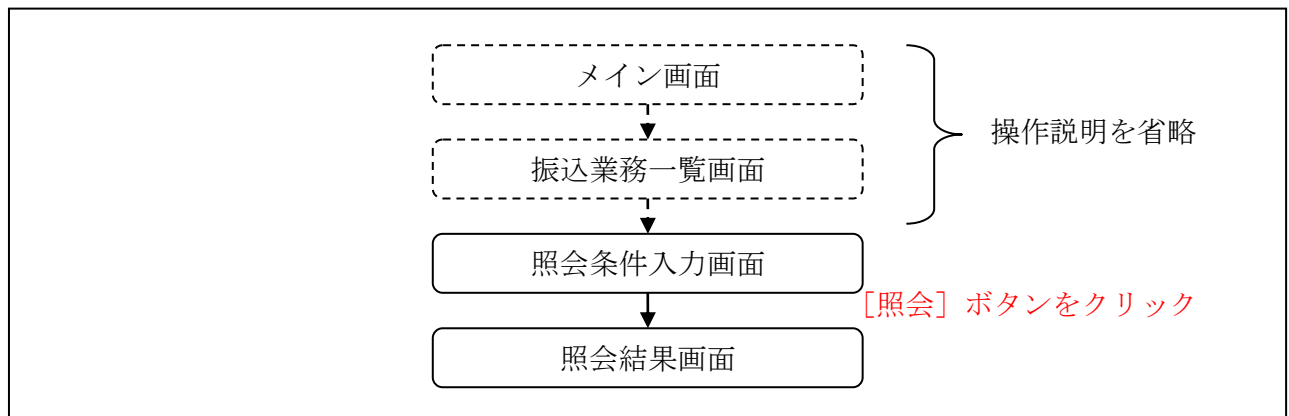 メイン画面
操作説明を省略
振込業務一覧画面
照会条件入力画面
［照会］ボタンをクリック
照会結果画面